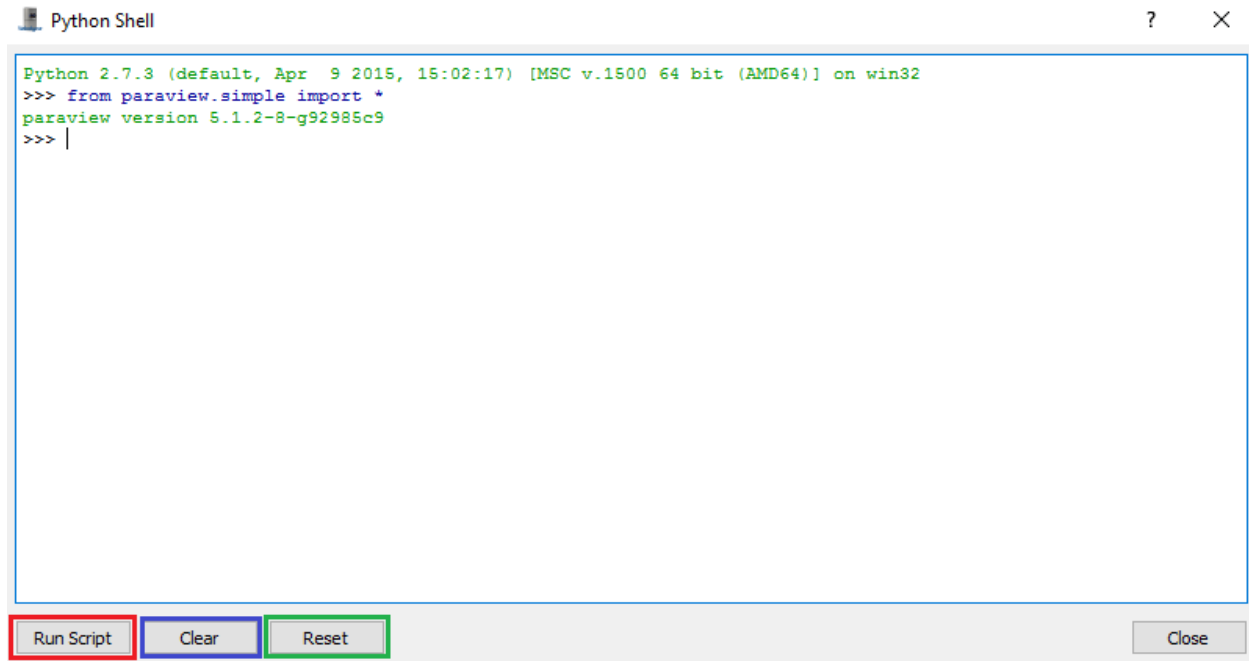 Python Shell
?
Python 2.7.3 (default, Apr  9 2015, 15:02:17) [MSC v.1500 64 bit (AMD64)] on win32
>>> from paraview.simple import *
paraview version 5.1.2-8-g92985c9
>>>
Run Script Clear Reset Close